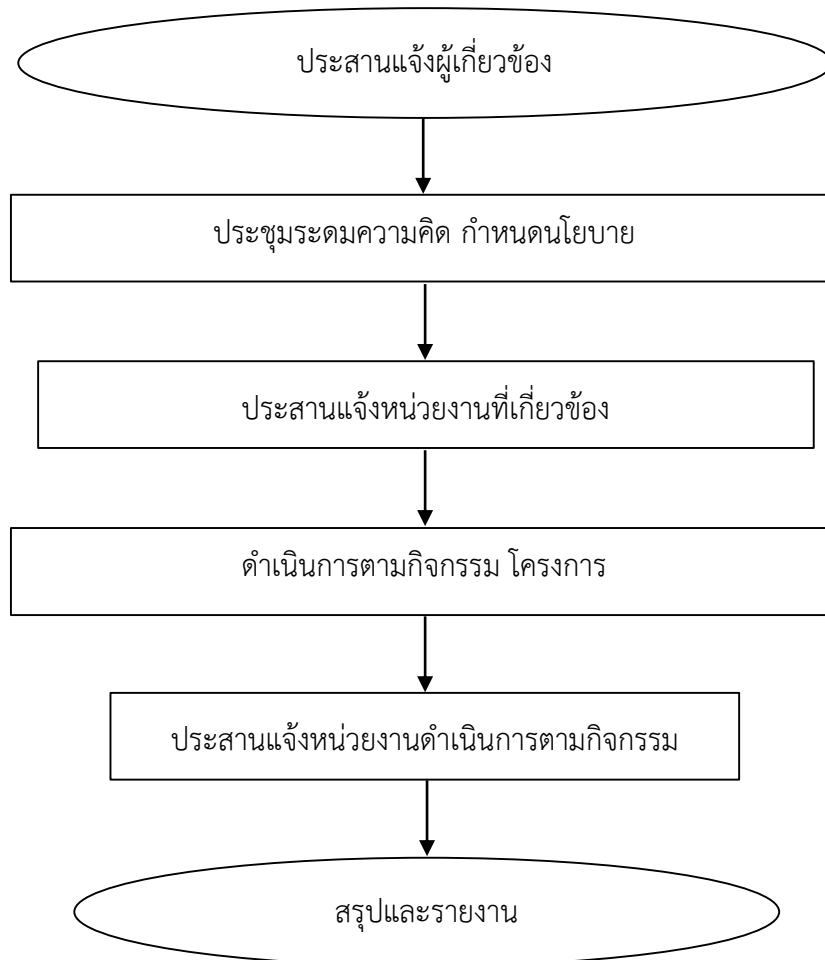 ประสานแจ้งผู้เกี่ยวข้อง
ประชุมระดมความคิด กำหนดนโยบาย
ประสานแจ้งหน่วยงานที่เกี่ยวข้อง
ดำเนินการตามกิจกรรม โครงการ
ประสานแจ้งหน่วยงานดำเนินการตามกิจกรรม
สรุปและรายงาน